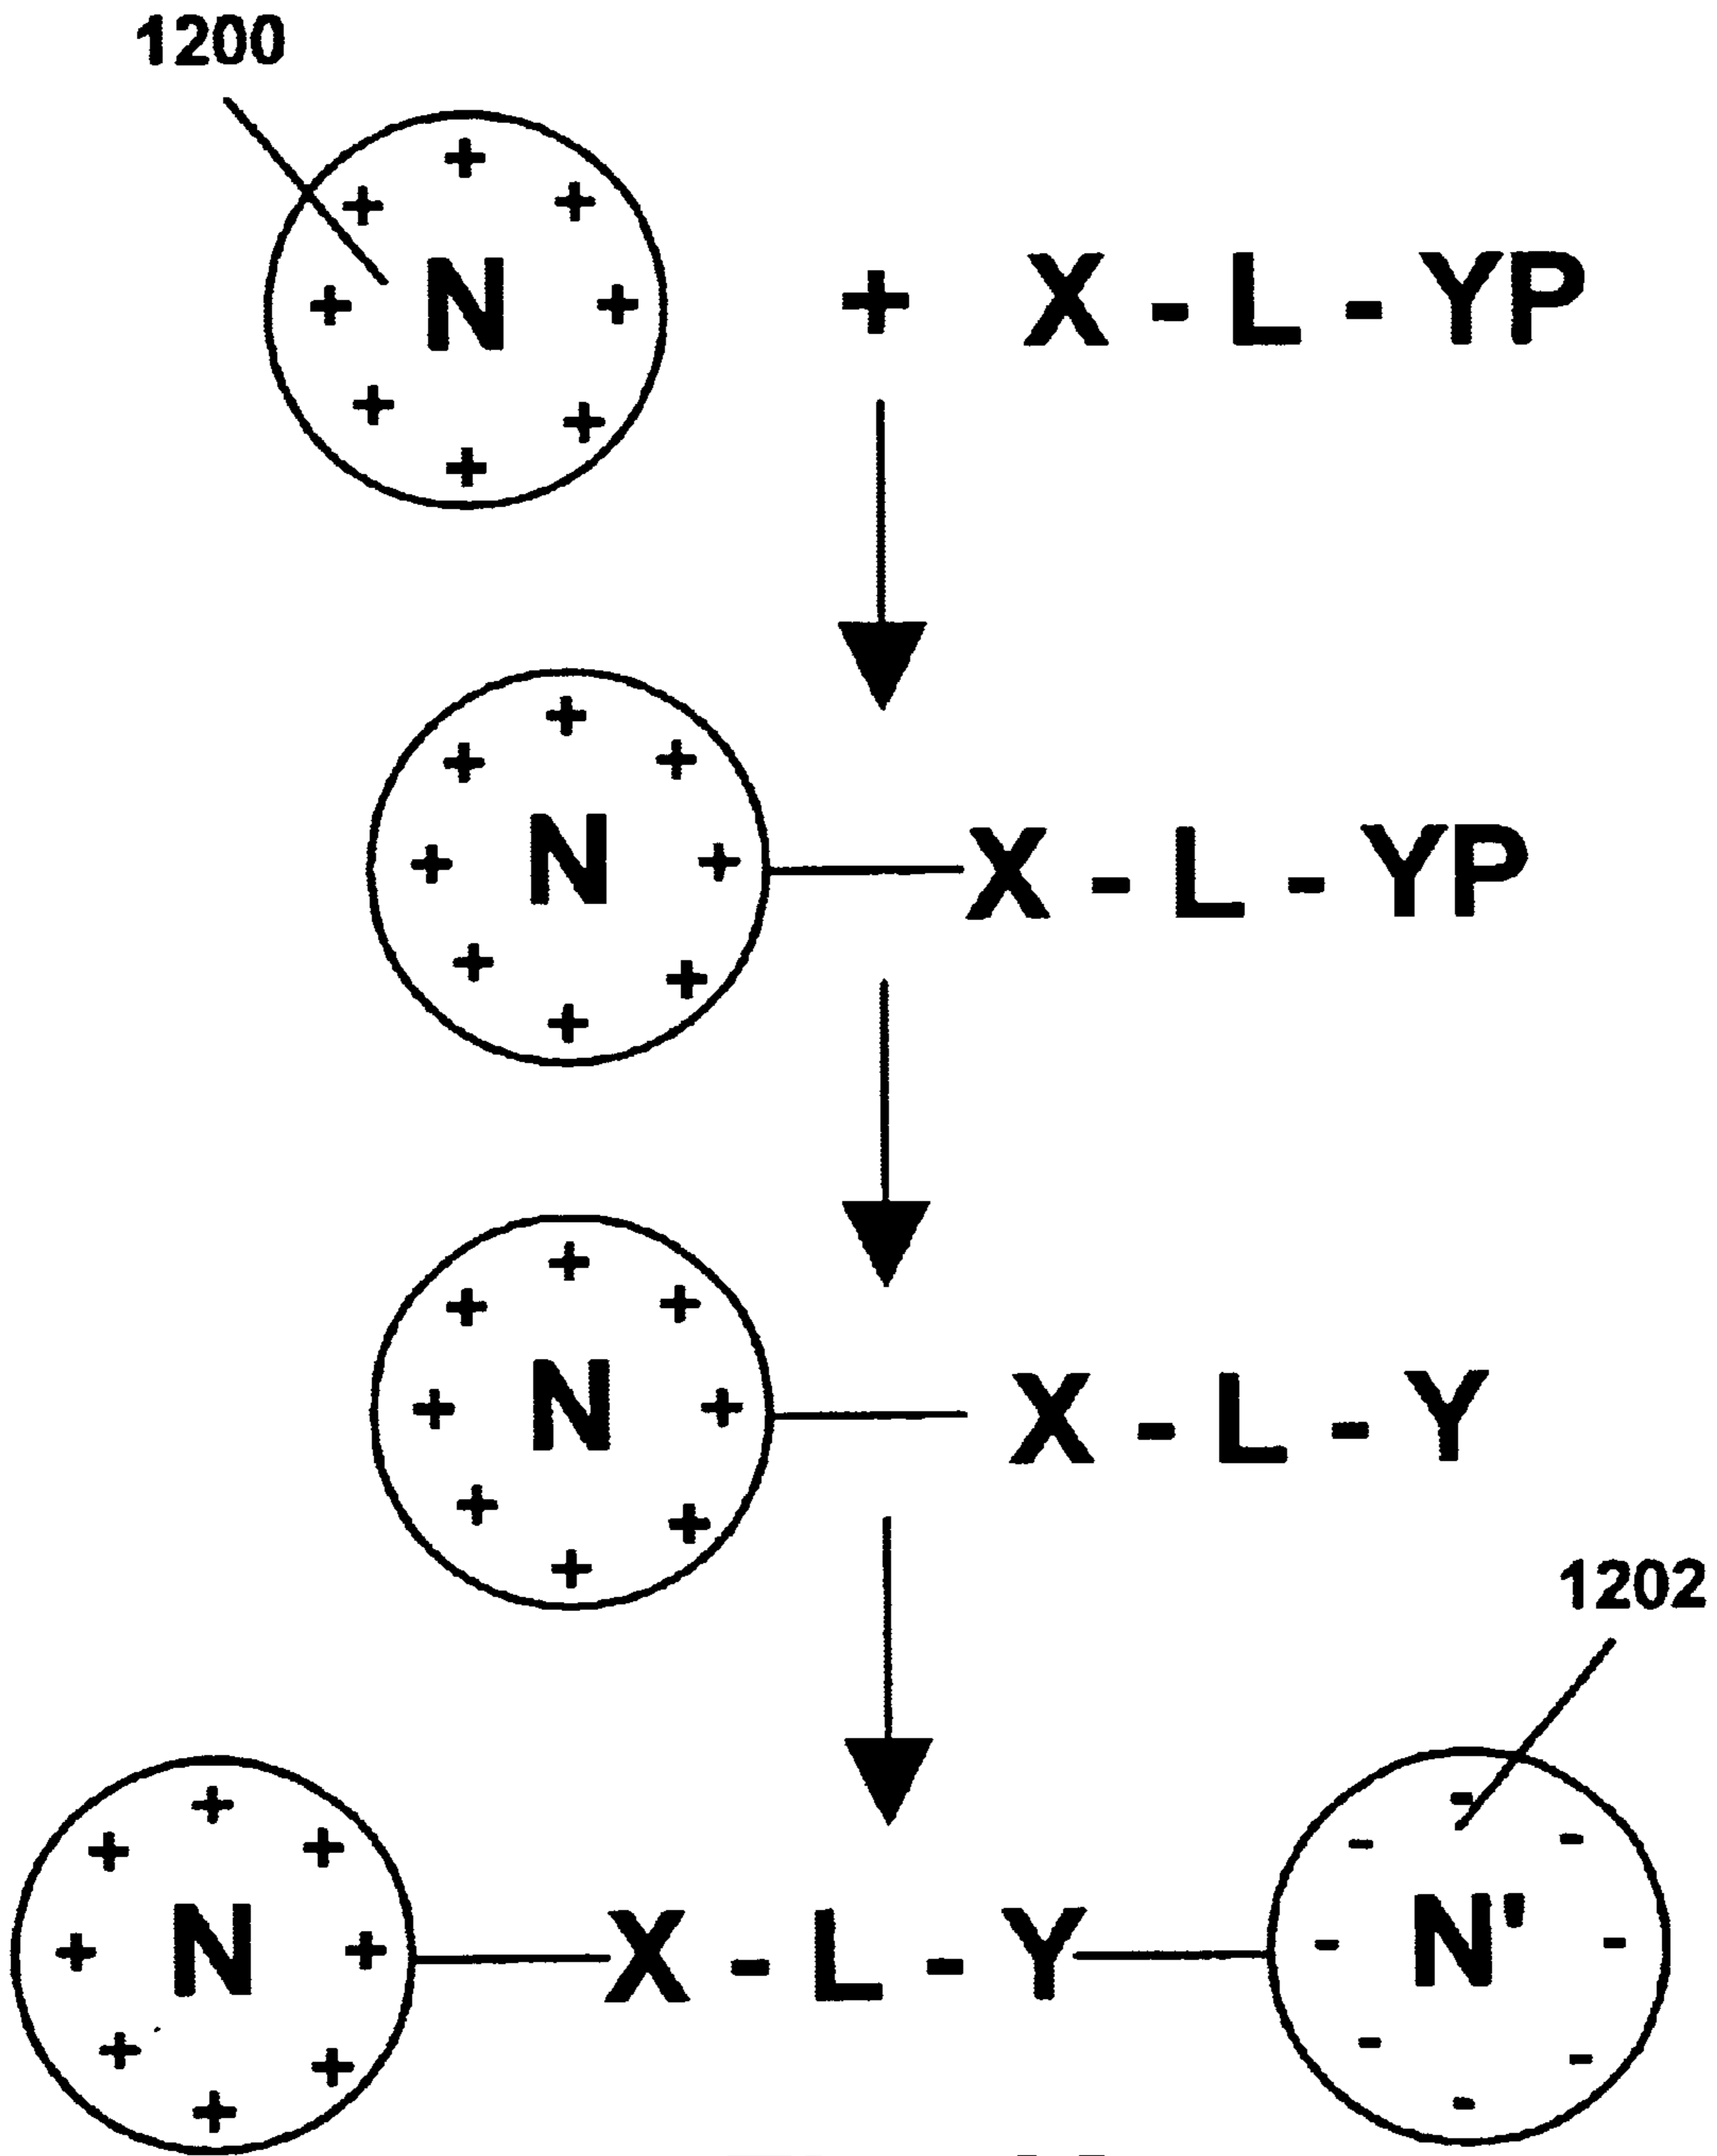 1200
+
+ +
+ N + + X - L - YP
+ +
+
+
+ +
+ N + X - L - YP
+ +
+
+
+ +
+ N + X - L - Y
+ +
+
1202
+ -
+ + - -
+ N + X - L - Y - N' -
+ + - -
+ -